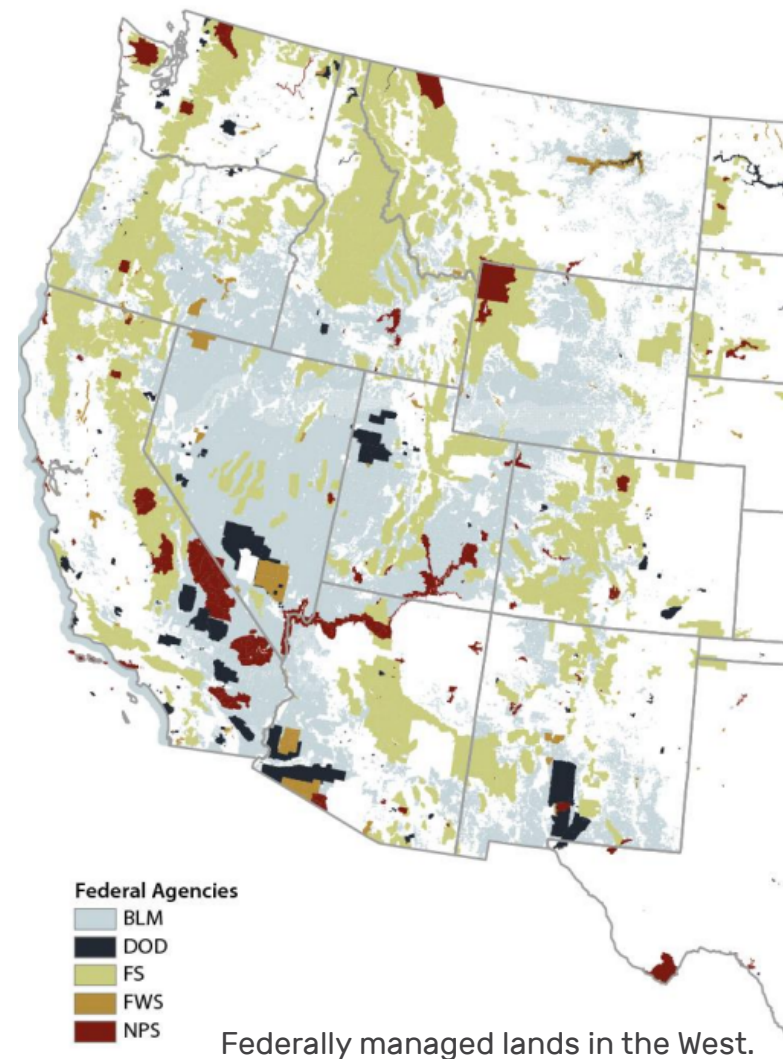 Federal Agencies
BLM
DOD
FS
FWS
NPS
Federally managed lands in the West.